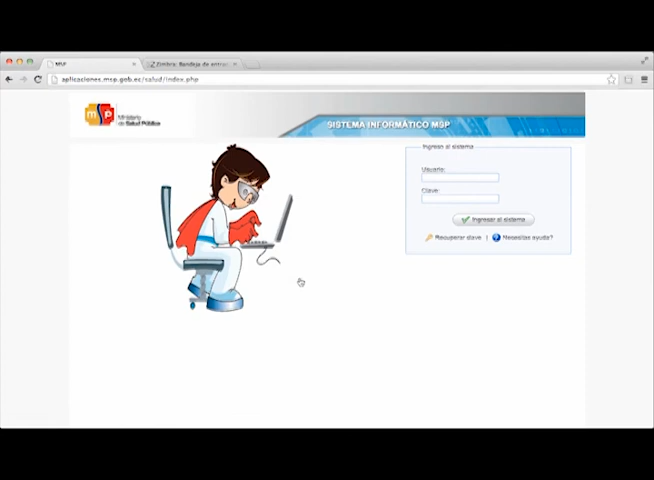 MSP
Zimbra: Bandeja de entrad
aplicaciones.msp.gob.ec/salud/index.php
msp
Ministerio
de Salud Pública
SISTEMA INFORMÁTICO MSP
Ingreso al sistema
Usuario:
Clave:
Ingresar al sistema
Recuperar clave | Necesitas ayuda?